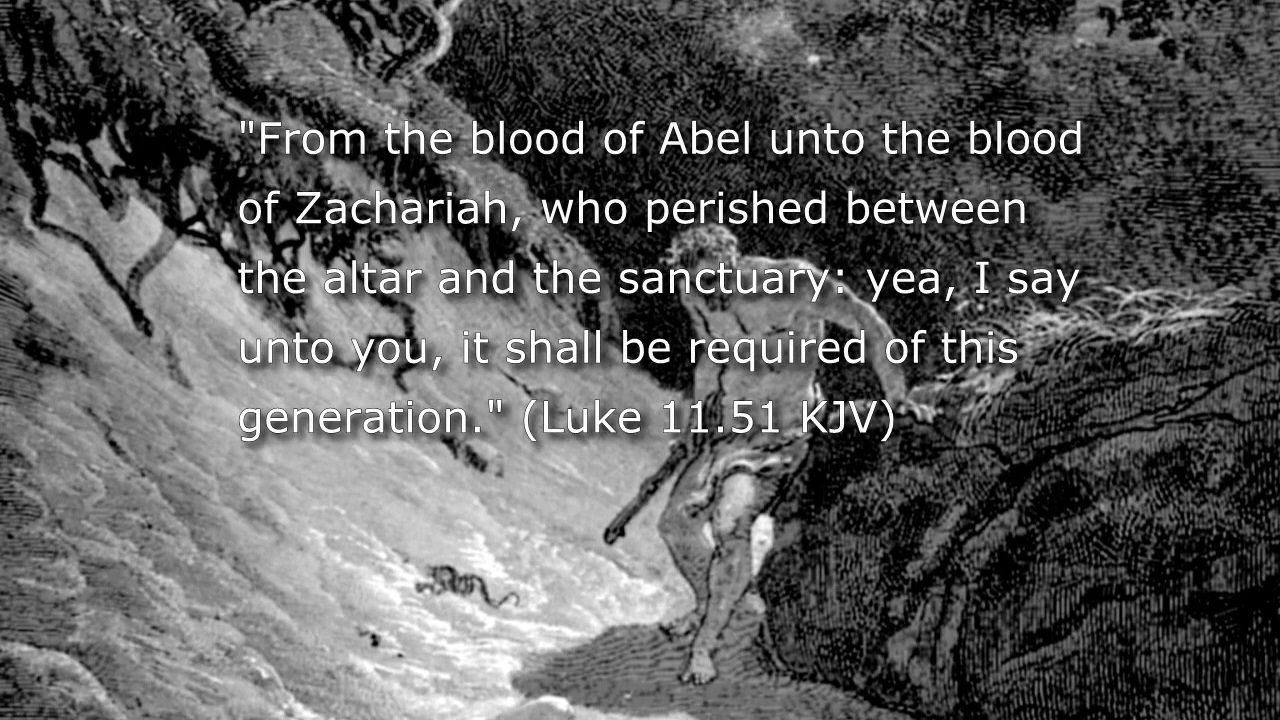 "From the blood of Abel unto the blood
of Zachariah, who perished between
the altar and the sanctuary: yea, I say
unto you, it shall be required of this
generation." (Luke 11.51 KJV)